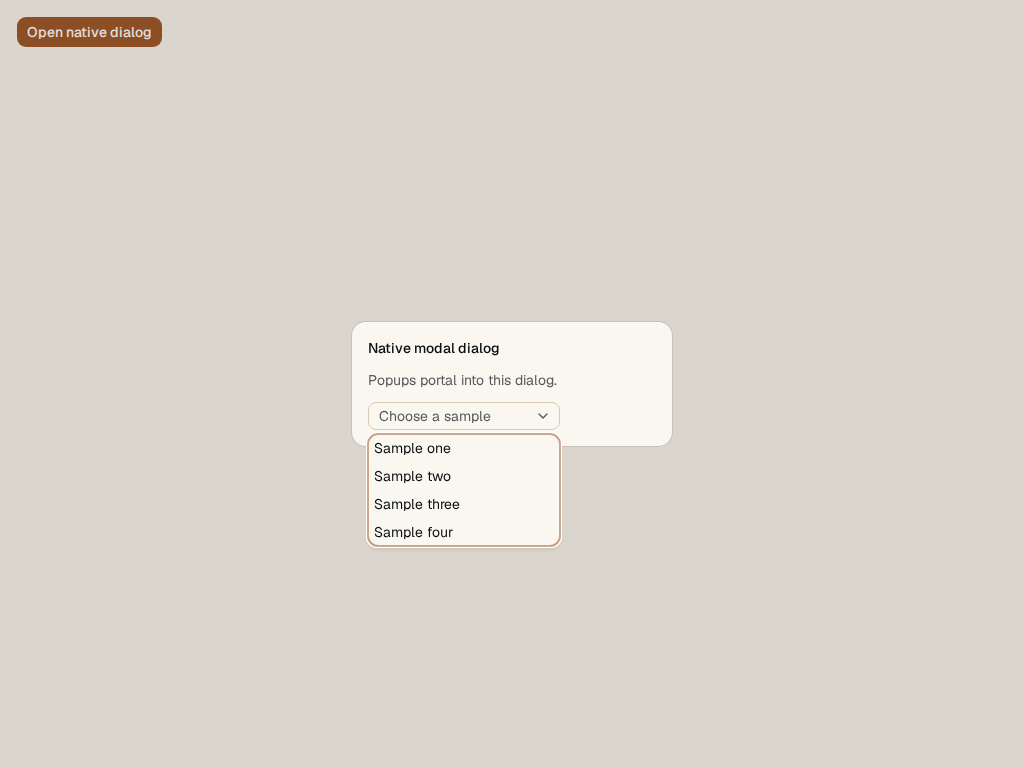 Open native dialog
Native modal dialog
Popups portal into this dialog.
Choose a sample
Sample one
Sample two
Sample three
Sample four